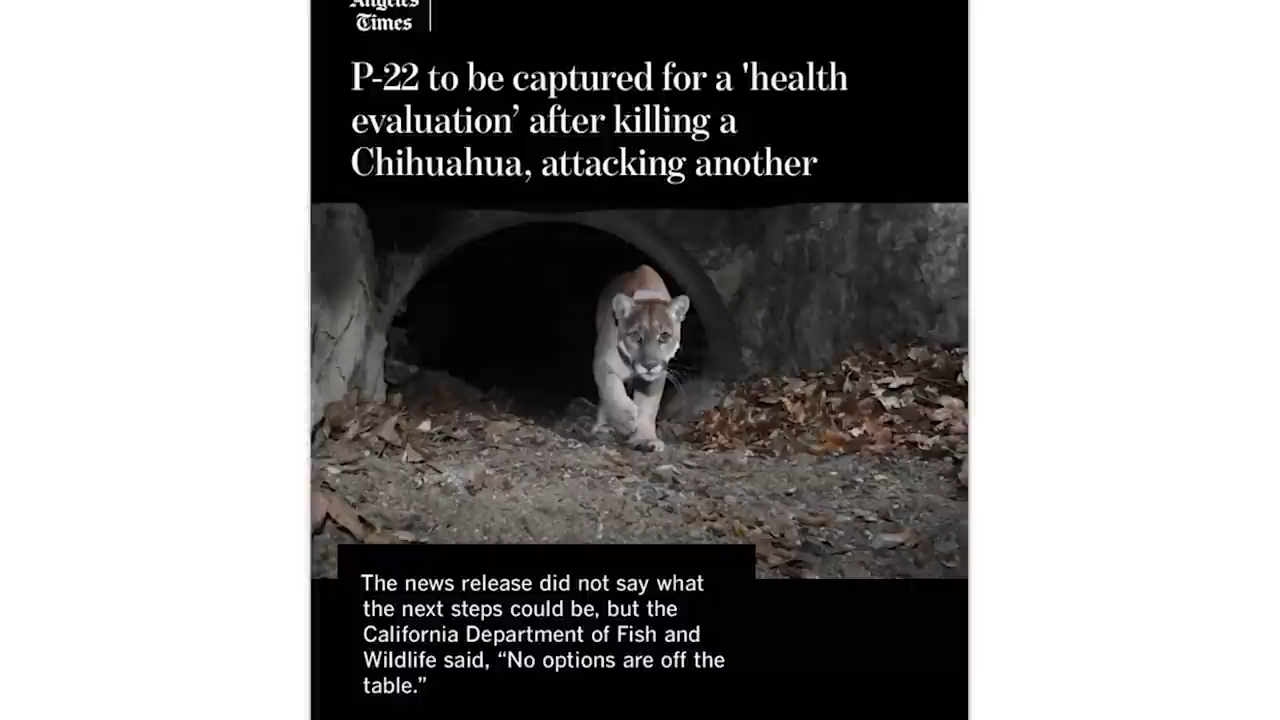 Angeles
Times
P-22 to be captured for a 'health
evaluation’ after killing a
Chihuahua, attacking another
The news release did not say what
the next steps could be, but the
California Department of Fish and
Wildlife said, “No options are off the
table.”